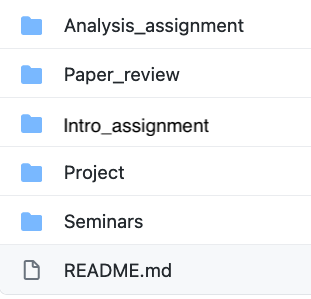 Analysis_assignment
Paper_review
Intro_assignment
Project
Seminars
README.md